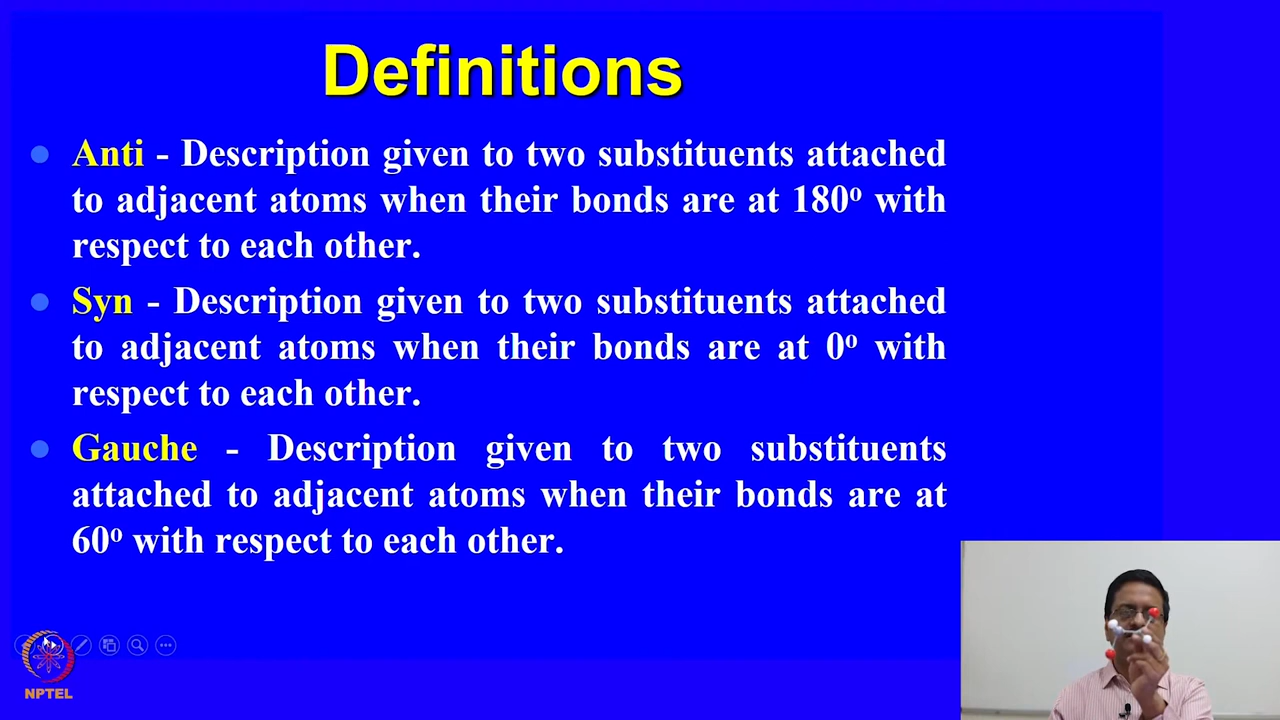 Definitions
Anti - Description given to two substituents attached
to adjacent atoms when their bonds are at 180º with
respect to each other.
Syn - Description given to two substituents attached
to adjacent atoms when their bonds are at 0º with
respect to each other.
Gauche - Description given to two substituents
attached to adjacent atoms when their bonds are at
60º with respect to each other.
NPTEL